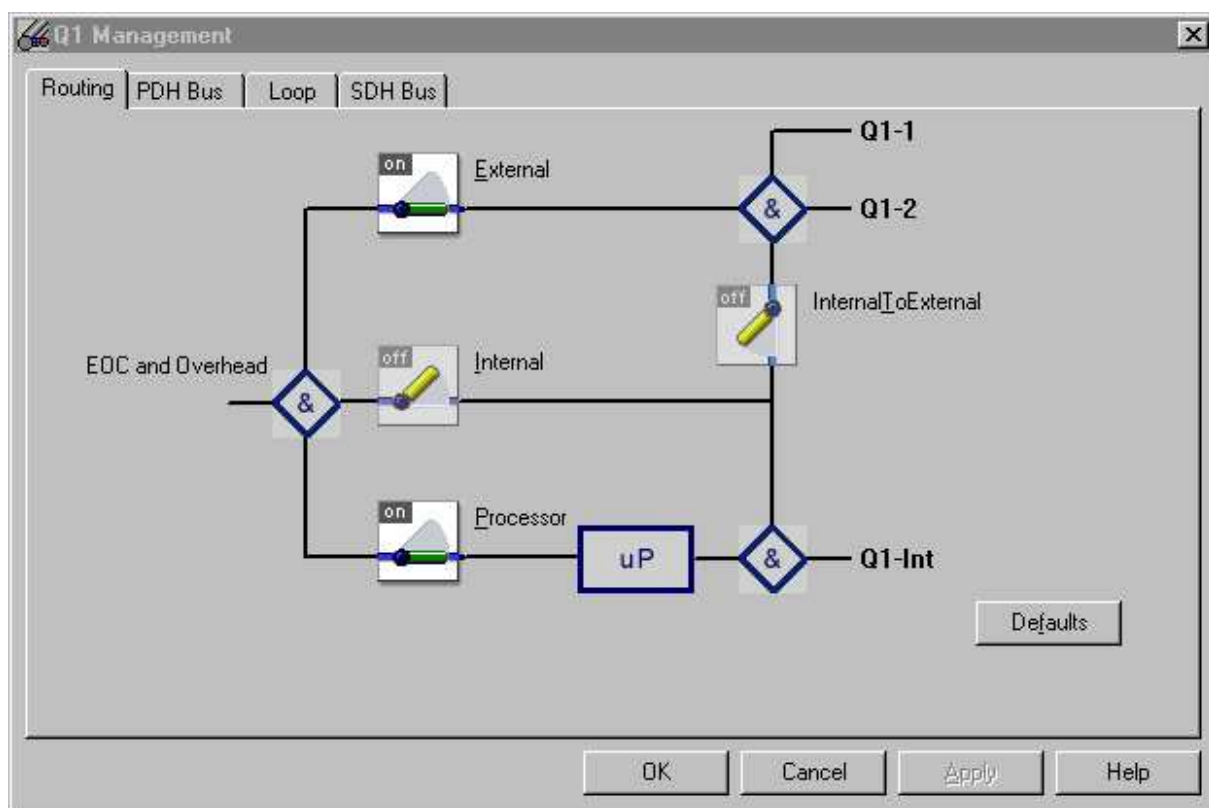 Q1 Management
Routing
PDH Bus
Loop
SDH Bus
Q1-1
on
External
&
Q1-2
off
InternalToExternal
EOC and Overhead
&
off
Internal
on
Processor
uP
&
Q1-Int
Defaults
OK
Cancel
Apply
Help